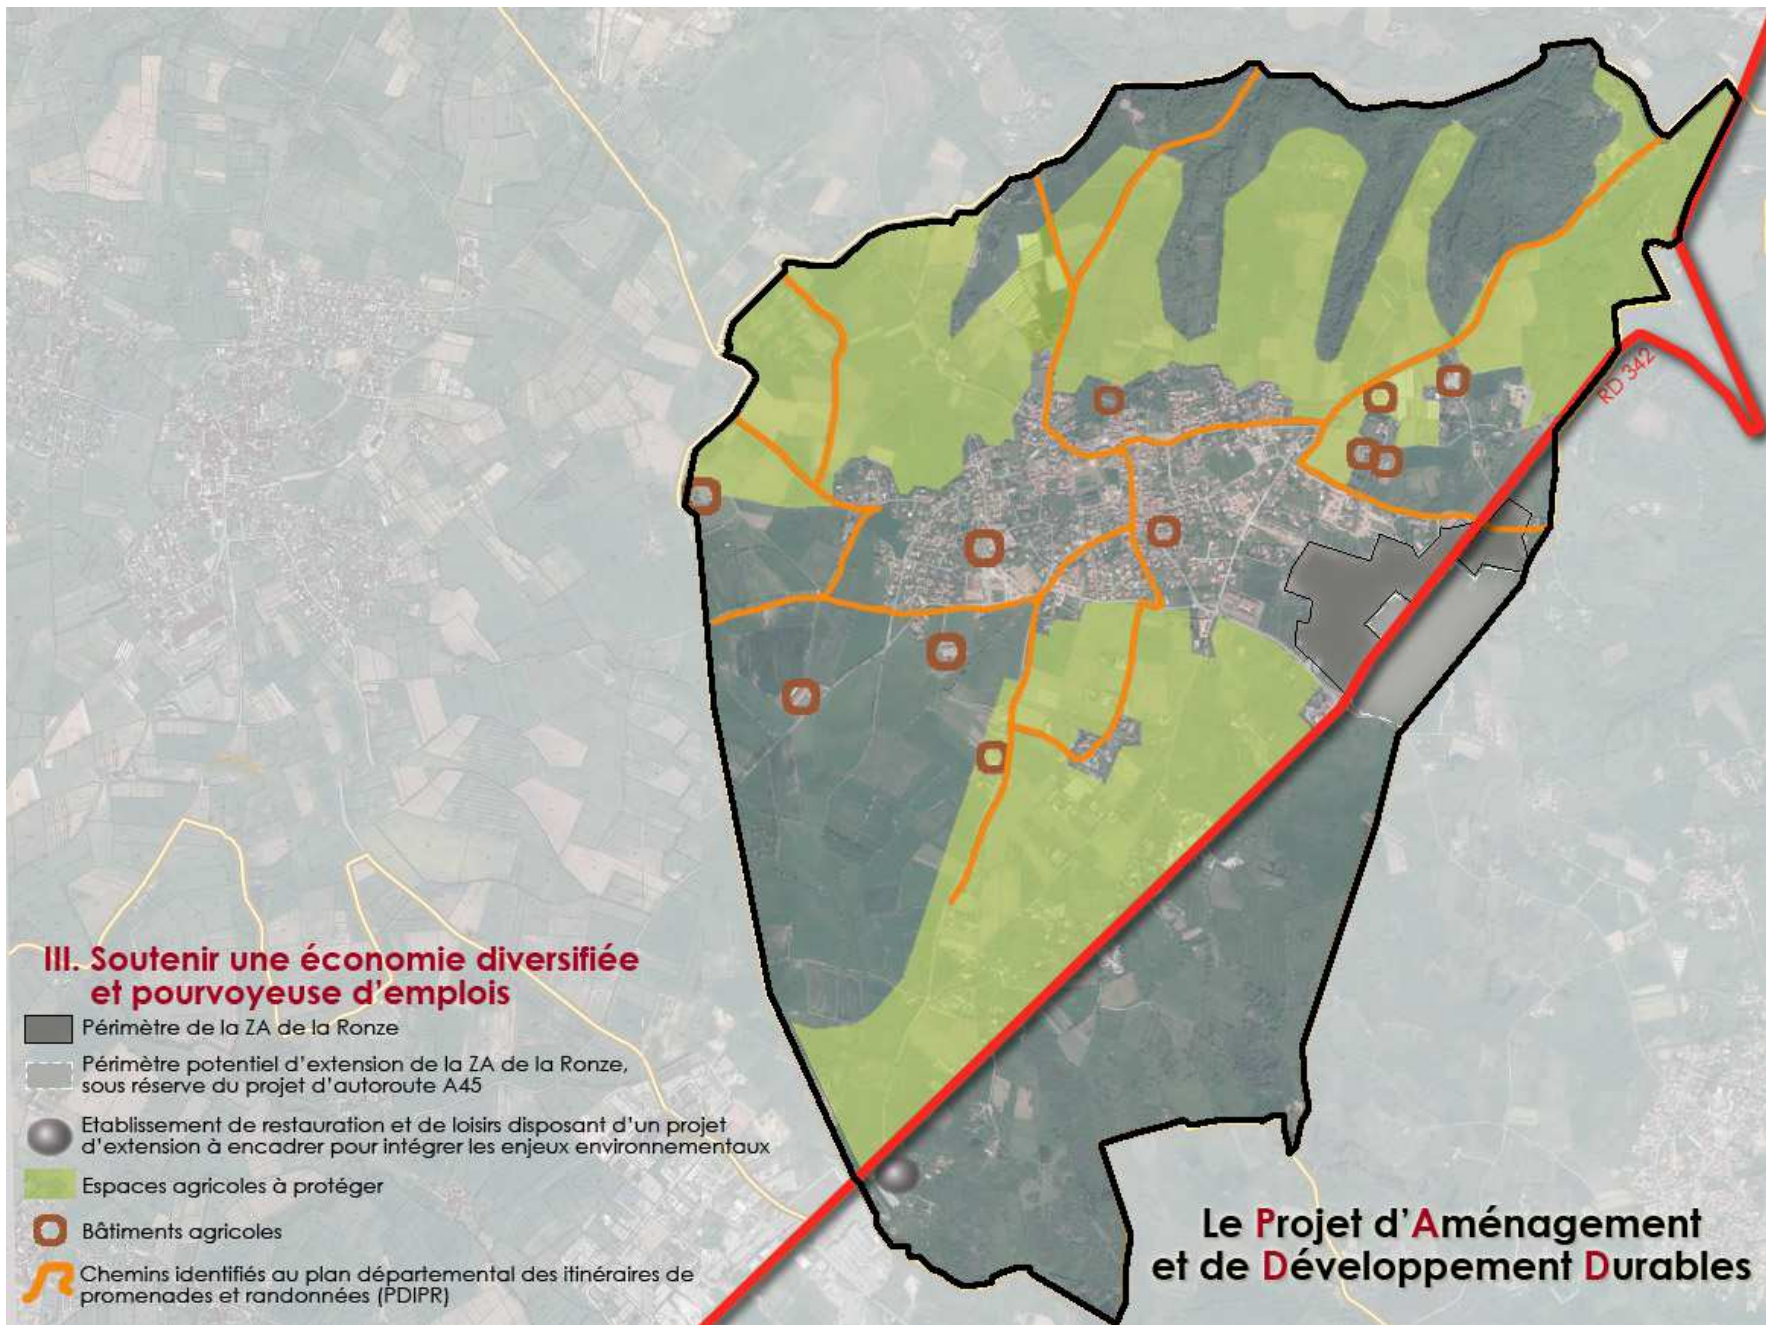 RD 342
III. Soutenir une économie diversifiée
et pourvoyeuse d'emplois
Périmètre de la ZA de la Ronze
Périmètre potentiel d'extension de la ZA de la Ronze,
sous réserve du projet d'autoroute A45
Etablissement de restauration et de loisirs disposant d'un projet
d'extension à encadrer pour intégrer les enjeux environnementaux
Espaces agricoles à protéger
Bâtiments agricoles
Chemins identifiés au plan départemental des itinéraires de
promenades et randonnées (PDIPR)
Le Projet d'Aménagement
et de Développement Durables